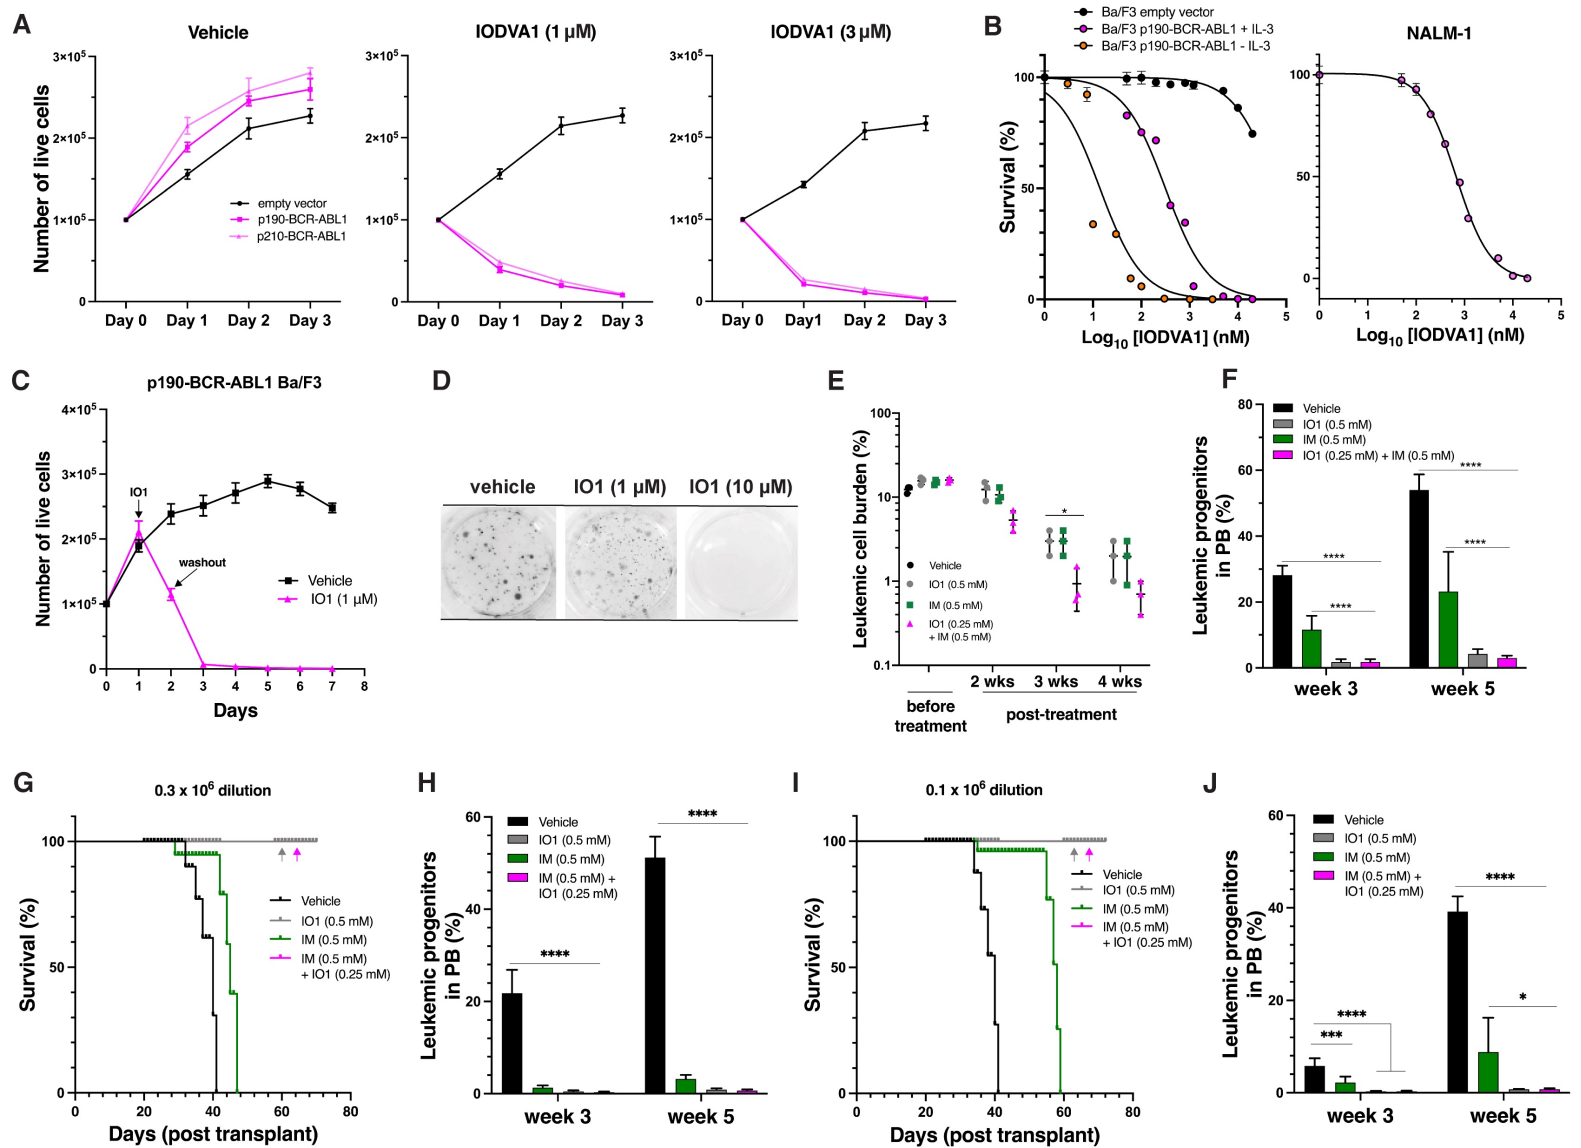 A
Vehicle
IODVA1 (1 µM)
IODVA1 (3 µM)
Number of live cells
3×10⁵
2×10⁵
1×10⁵
0
Day 0
Day 1
Day 2
Day 3
empty vector
p190-BCR-ABL1
p210-BCR-ABL1
3×10⁵
2×10⁵
1×10⁵
0
Day 0
Day 1
Day 2
Day 3
3×10⁵
2×10⁵
1×10⁵
0
Day 0
Day1
Day 2
Day 3
B
Ba/F3 empty vector
Ba/F3 p190-BCR-ABL1 + IL-3
Ba/F3 p190-BCR-ABL1 - IL-3
Survival (%)
100
50
0
0 1 2 3 4 5
Log₁₀ [IODVA1] (nM)
NALM-1
100
50
0
0 1 2 3 4 5
Log₁₀ [IODVA1] (nM)
C
p190-BCR-ABL1 Ba/F3
Number of live cells
4×10⁵
3×10⁵
2×10⁵
1×10⁵
0
IO1
washout
Vehicle
IO1 (1 µM)
0 1 2 3 4 5 6 7 8
Days
D
vehicle
IO1 (1 µM)
IO1 (10 µM)
E
Leukemic cell burden (%)
100
10
1
0.1
Vehicle
IO1 (0.5 mM)
IM (0.5 mM)
IO1 (0.25 mM)
+ IM (0.5 mM)
*
2 wks
3 wks
4 wks
before
treatment
post-treatment
F
Leukemic progenitors
in PB (%)
80
60
40
20
0
Vehicle
IO1 (0.5 mM)
IM (0.5 mM)
IO1 (0.25 mM) + IM (0.5 mM)
****
****
****
****
week 3
week 5
G
0.3 x 10⁶ dilution
Survival (%)
100
50
0
Vehicle
IO1 (0.5 mM)
IM (0.5 mM)
IM (0.5 mM)
+ IO1 (0.25 mM)
0 20 40 60 80
Days (post transplant)
H
Leukemic progenitors
in PB (%)
60
40
20
0
Vehicle
IO1 (0.5 mM)
IM (0.5 mM)
IM (0.5 mM) +
IO1 (0.25 mM)
****
****
week 3
week 5
I
0.1 x 10⁶ dilution
Survival (%)
100
50
0
Vehicle
IO1 (0.5 mM)
IM (0.5 mM)
IM (0.5 mM)
+ IO1 (0.25 mM)
0 20 40 60 80
Days (post transplant)
J
Leukemic progenitors
in PB (%)
60
40
20
0
Vehicle
IO1 (0.5 mM)
IM (0.5 mM)
IM (0.5 mM) +
IO1 (0.25 mM)
****
*
****
***
week 3
week 5